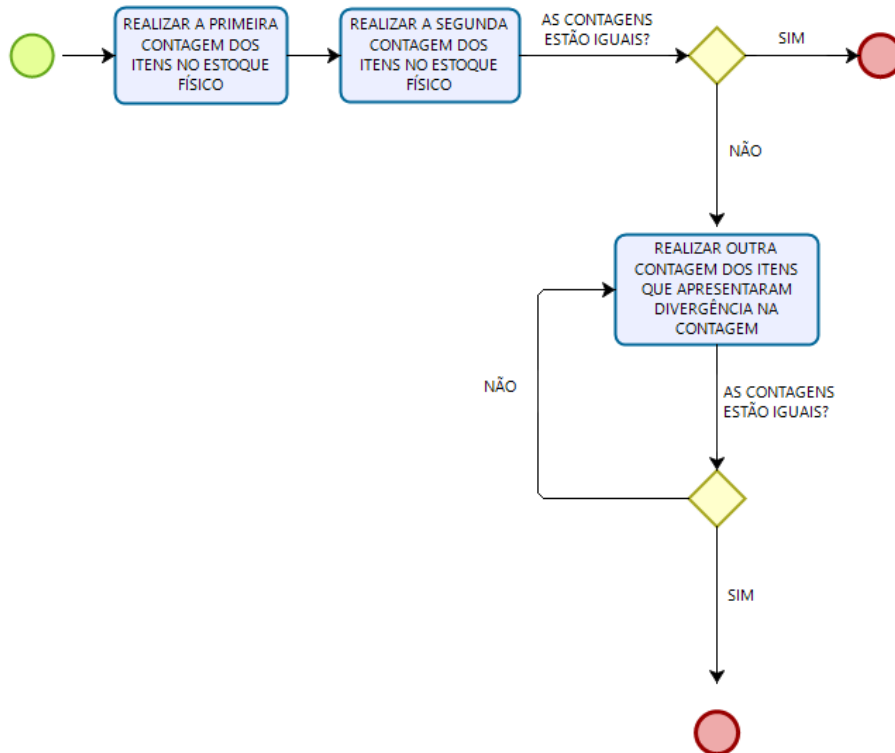 REALIZAR A PRIMEIRA
CONTAGEM DOS
ITENS NO ESTOQUE
FÍSICO
REALIZAR A SEGUNDA
CONTAGEM DOS
ITENS NO ESTOQUE
FÍSICO
AS CONTAGENS
ESTÃO IGUAIS?
SIM
NÃO
REALIZAR OUTRA
CONTAGEM DOS ITENS
QUE APRESENTARAM
DIVERGÊNCIA NA
CONTAGEM
NÃO
AS CONTAGENS
ESTÃO IGUAIS?
SIM